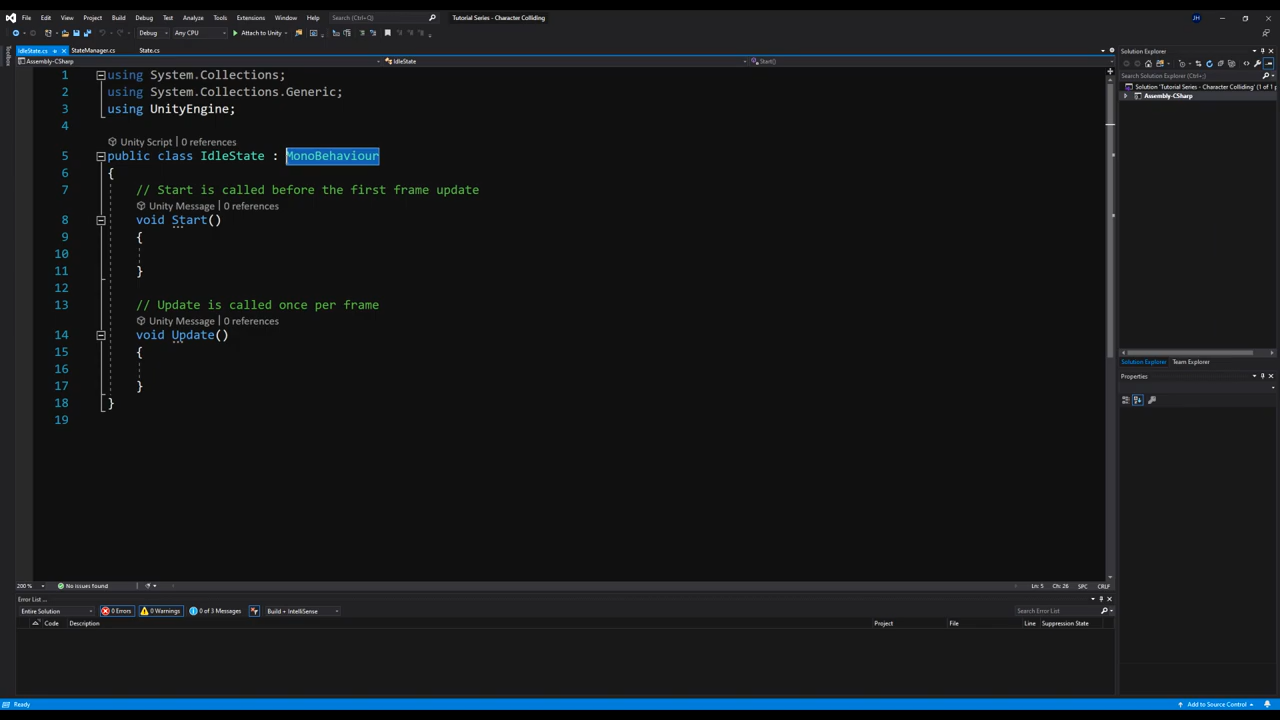 File Edit View Project Build Debug Test Analyze Tools Extensions Window Help Search (Ctrl+Q) Tutorial Series - Character Colliding JH
Debug Any CPU Attach to Unity
IdleState.cs StateManager.cs State.cs
Solution Explorer
Toolbox
Assembly-CSharp IdleState Start()
Search Solution Explorer (Ctrl+;)
Solution 'Tutorial Series - Character Colliding' (1 of 1 p
Assembly-CSharp
1 using System.Collections;
2 using System.Collections.Generic;
3 using UnityEngine;
4
Unity Script | 0 references
5 public class IdleState : MonoBehaviour
6 {
7 // Start is called before the first frame update
Unity Message | 0 references
8 void Start()
9 {
10
11 }
12
13 // Update is called once per frame
Unity Message | 0 references
14 void Update()
15 {
16
17 }
18 }
19
Solution Explorer Team Explorer
Properties
200 % No issues found Ln: 5 Ch: 26 SPC CRLF
Error List ...
Entire Solution 0 Errors 0 Warnings 0 of 3 Messages Build + IntelliSense Search Error List
Code Description Project File Line Suppression State
Ready Add to Source Control